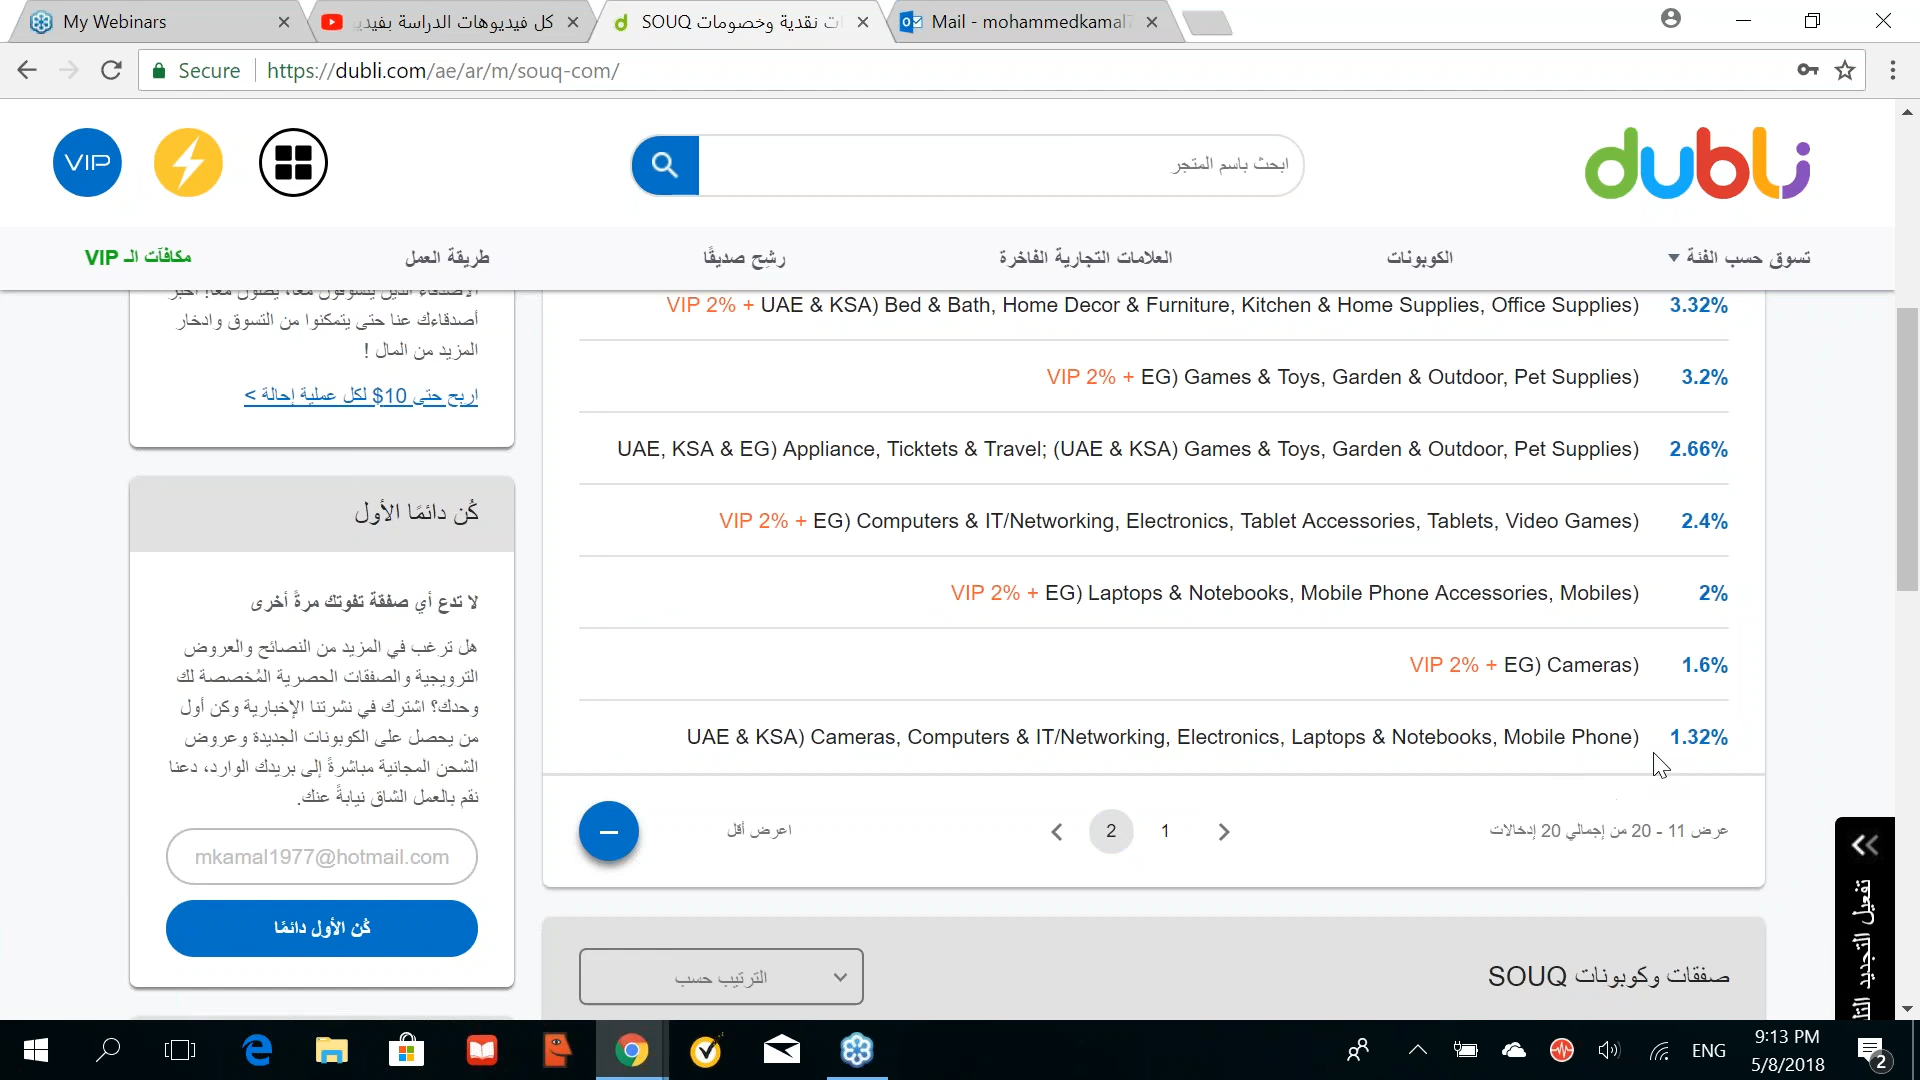 My Webinars
كل فيديوهات الدراسة بفيدي
SOUQ ات نقدية وخصومات
Mail - mohammedkamal7
Secure
https://dubli.com/ae/ar/m/souq-com/
VIP
ابحث باسم المتجر
dubli
تسوق حسب الفئة
الكوبونات
العلامات التجارية الفاخرة
رشِح صديقًا
طريقة العمل
مكافآت الـ VIP
3.32% UAE & KSA) Bed & Bath, Home Decor & Furniture, Kitchen & Home Supplies, Office Supplies) + VIP 2%
3.2% EG) Games & Toys, Garden & Outdoor, Pet Supplies) + VIP 2%
2.66% UAE, KSA & EG) Appliance, Ticktets & Travel; (UAE & KSA) Games & Toys, Garden & Outdoor, Pet Supplies)
2.4% EG) Computers & IT/Networking, Electronics, Tablet Accessories, Tablets, Video Games) + VIP 2%
2% EG) Laptops & Notebooks, Mobile Phone Accessories, Mobiles) + VIP 2%
1.6% EG) Cameras) + VIP 2%
1.32% UAE & KSA) Cameras, Computers & IT/Networking, Electronics, Laptops & Notebooks, Mobile Phone)
عرض 11 - 20 من إجمالي 20 إدخالات
1
2
اعرض أقل
صفقات وكوبونات SOUQ
الترتيب حسب
أصدقاءك عنا حتى يتمكنوا من التسوق وادخار
المزيد من المال !
اربح حتى 10$ لكل عملية إحالة >
كُن دائمًا الأول
لا تدع أي صفقة تفوتك مرةً أخرى
هل ترغب في المزيد من النصائح والعروض
الترويجية والصفقات الحصرية المُخصصة لك
وحدك؟ اشترك في نشرتنا الإخبارية وكن أول
من يحصل على الكوبونات الجديدة وعروض
الشحن المجانية مباشرةً إلى بريدك الوارد، دعنا
نقم بالعمل الشاق نيابةً عنك.
mkamal1977@hotmail.com
كُن الأول دائمًا
تفعيل التجديد
ENG
9:13 PM
5/8/2018
2